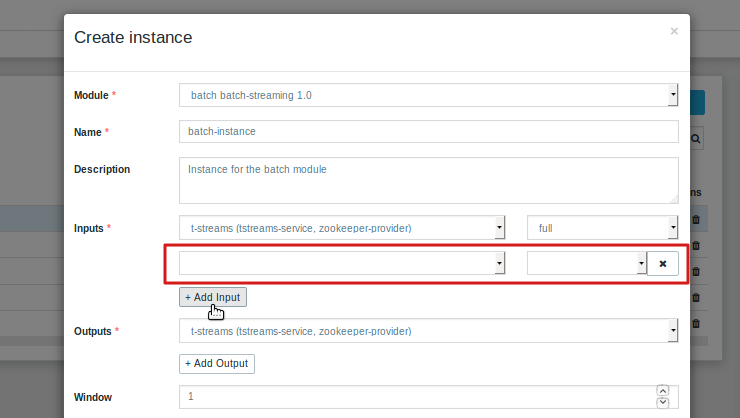 Create instance ×
Module * batch batch-streaming 1.0
Name * batch-instance
Description Instance for the batch module
Inputs * t-streams (tstreams-service, zookeeper-provider) full
+ Add Input
Outputs * t-streams (tstreams-service, zookeeper-provider)
+ Add Output
Window 1
ns